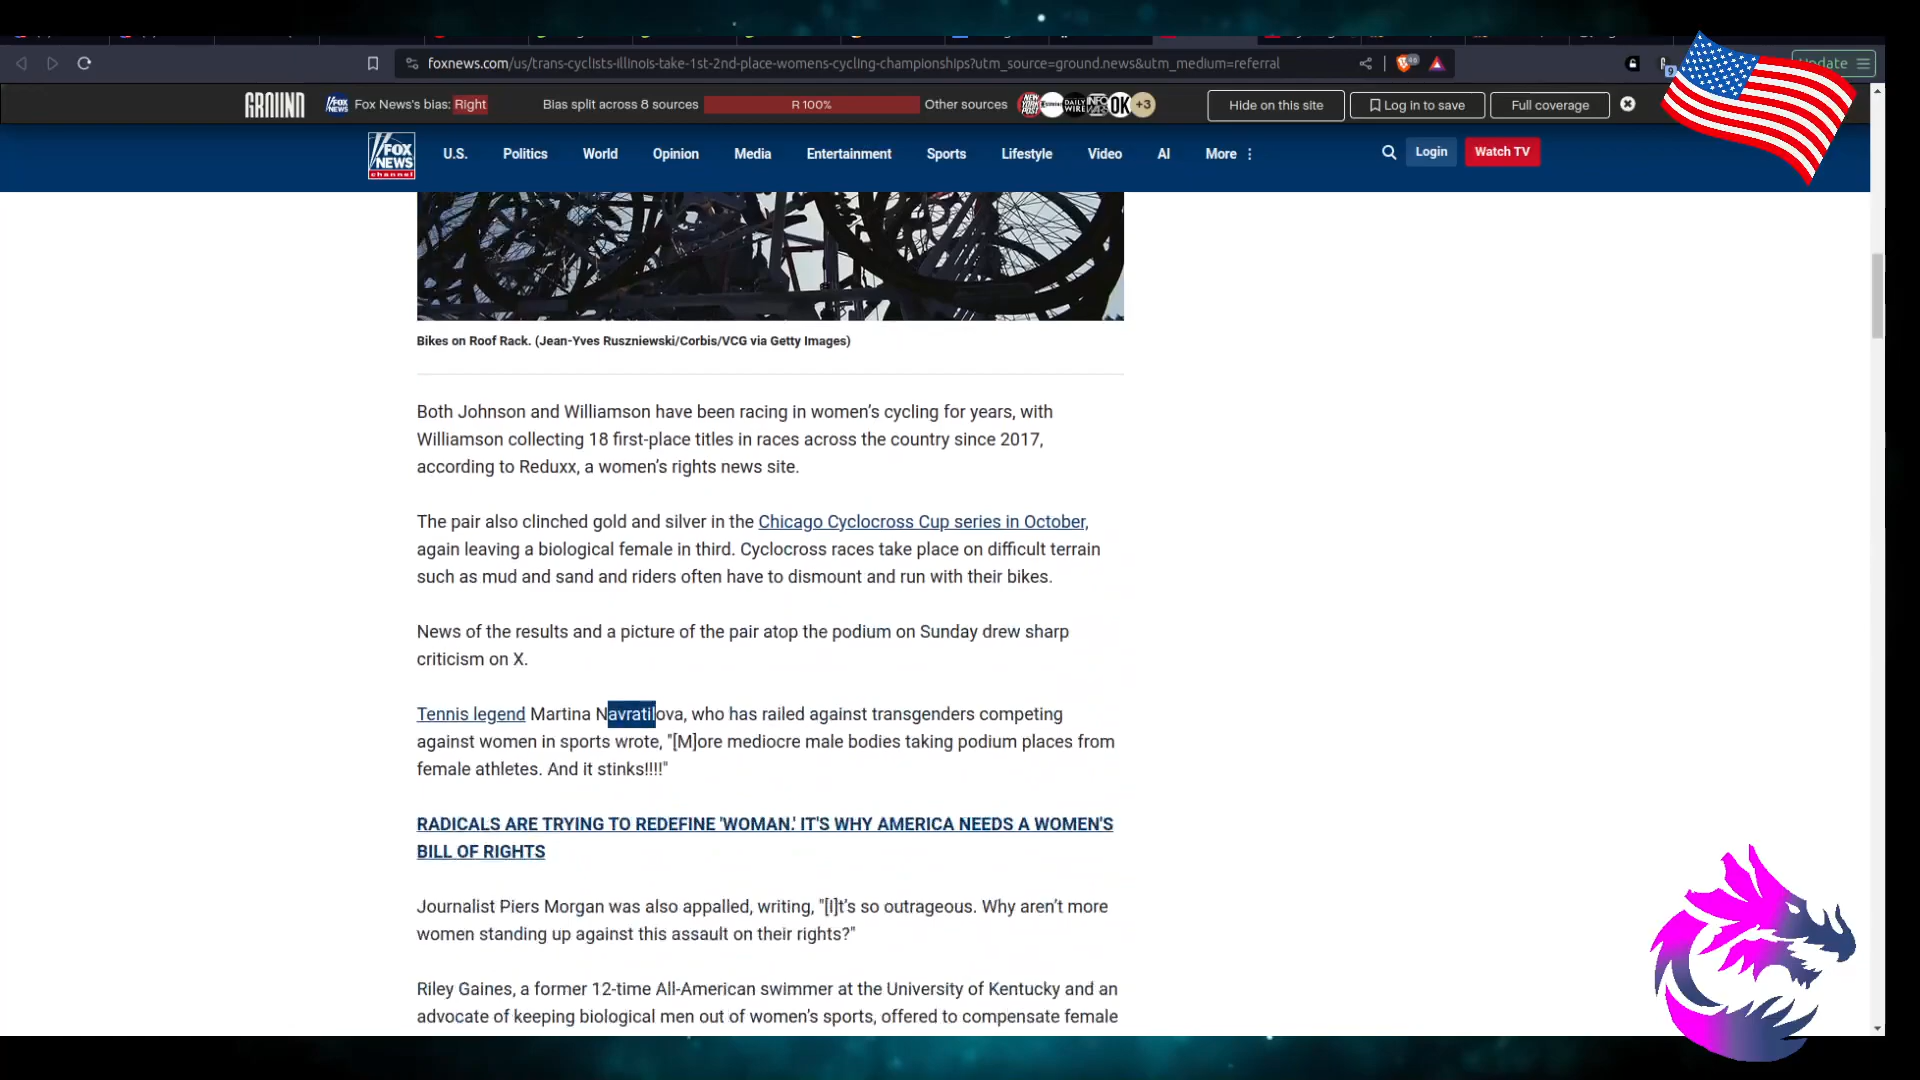 foxnews.com/us/trans-cyclists-illinois-take-1st-2nd-place-womens-cycling-championships?utm_source=ground.news&utm_medium=referral
Update
9
GROUND
FOX NEWS
Fox News's bias: Right
Bias split across 8 sources
R 100%
Other sources
DAILY WIRE
INFO WARS
OK
+3
Hide on this site
Log in to save
Full coverage
FOX NEWS channel
U.S.
Politics
World
Opinion
Media
Entertainment
Sports
Lifestyle
Video
AI
More
Login
Watch TV
Bikes on Roof Rack. (Jean-Yves Ruszniewski/Corbis/VCG via Getty Images)
Both Johnson and Williamson have been racing in women’s cycling for years, with
Williamson collecting 18 first-place titles in races across the country since 2017,
according to Reduxx, a women’s rights news site.
The pair also clinched gold and silver in the Chicago Cyclocross Cup series in October,
again leaving a biological female in third. Cyclocross races take place on difficult terrain
such as mud and sand and riders often have to dismount and run with their bikes.
News of the results and a picture of the pair atop the podium on Sunday drew sharp
criticism on X.
Tennis legend Martina Navratilova, who has railed against transgenders competing
against women in sports wrote, "[M]ore mediocre male bodies taking podium places from
female athletes. And it stinks!!!!"
RADICALS ARE TRYING TO REDEFINE 'WOMAN.' IT'S WHY AMERICA NEEDS A WOMEN'S
BILL OF RIGHTS
Journalist Piers Morgan was also appalled, writing, "[I]t’s so outrageous. Why aren’t more
women standing up against this assault on their rights?"
Riley Gaines, a former 12-time All-American swimmer at the University of Kentucky and an
advocate of keeping biological men out of women’s sports, offered to compensate female